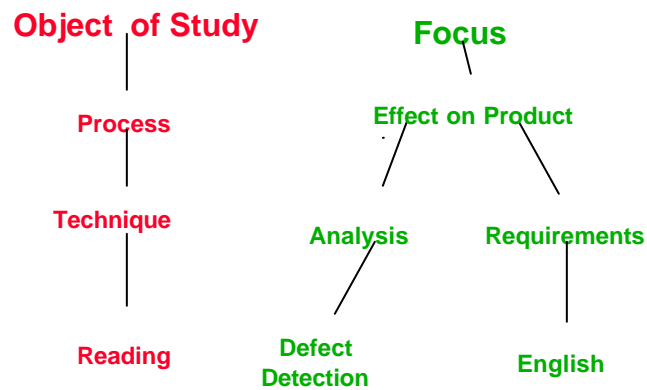 Object of Study
Focus
Process
Effect on Product
Technique
Analysis
Requirements
Reading
Defect
Detection
English